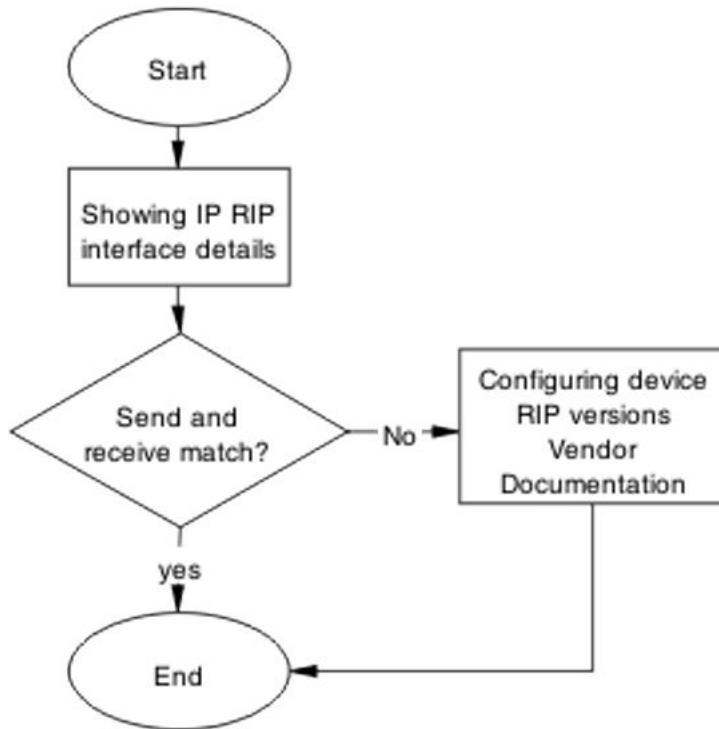 Start
Showing IP RIP
interface details
Send and
receive match?
No
Configuring device
RIP versions
Vendor
Documentation
yes
End